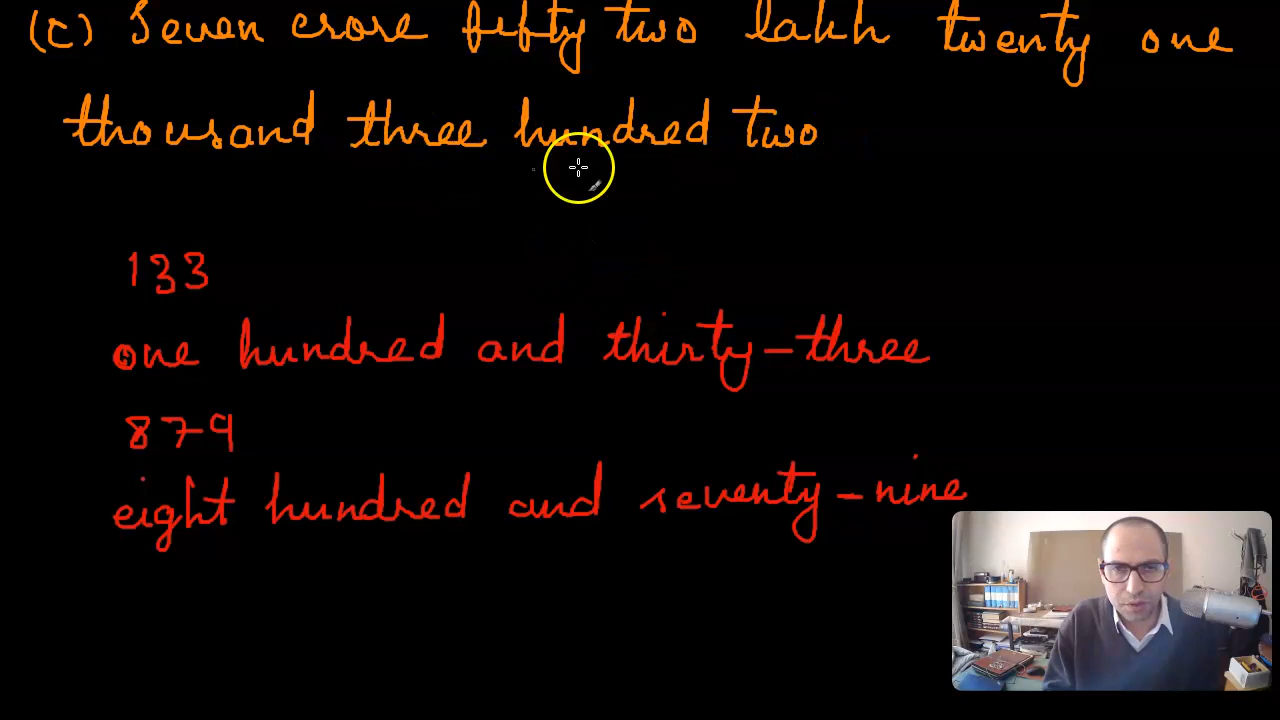 (C) Seven crore fifty two lakh twenty one
thousand three hundred two
133
one hundred and thirty-three
879
eight hundred and seventy-nine